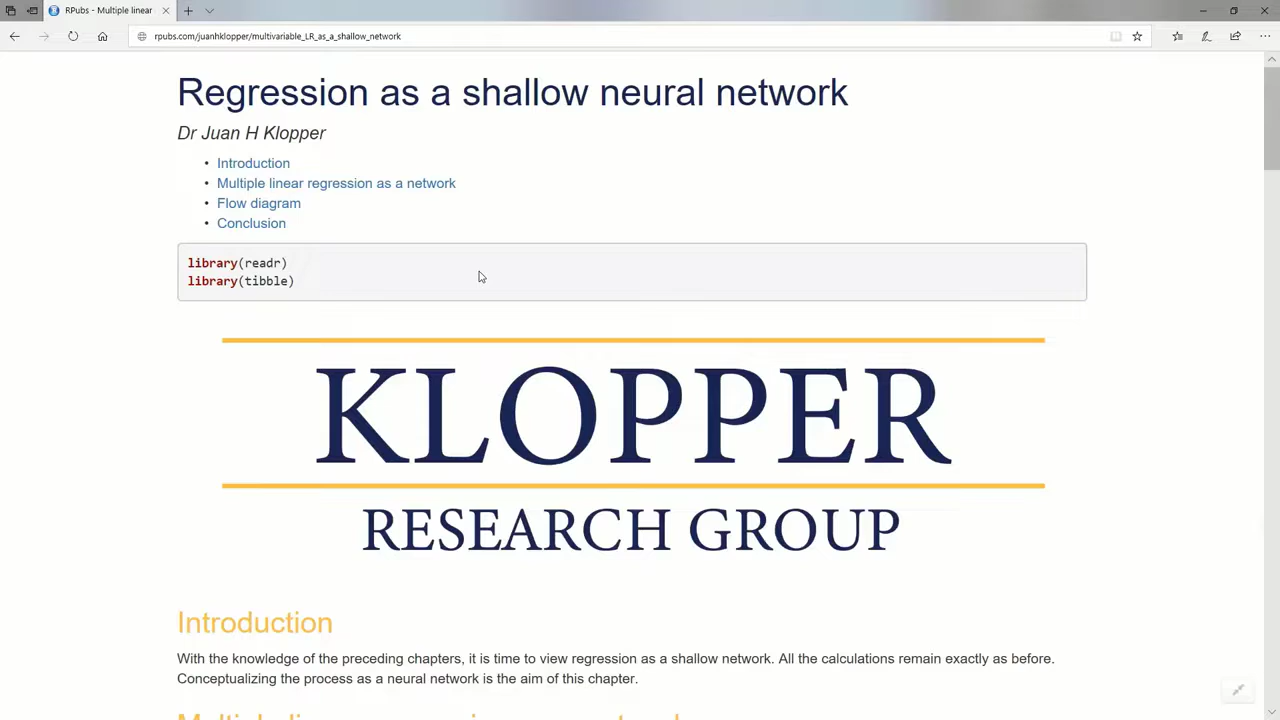 RPubs - Multiple linear
rpubs.com/juanhklopper/multivariable_LR_as_a_shallow_network
Regression as a shallow neural network
Dr Juan H Klopper
• Introduction
• Multiple linear regression as a network
• Flow diagram
• Conclusion
library(readr)
library(tibble)
KLOPPER
RESEARCH GROUP
Introduction
With the knowledge of the preceding chapters, it is time to view regression as a shallow network. All the calculations remain exactly as before.
Conceptualizing the process as a neural network is the aim of this chapter.